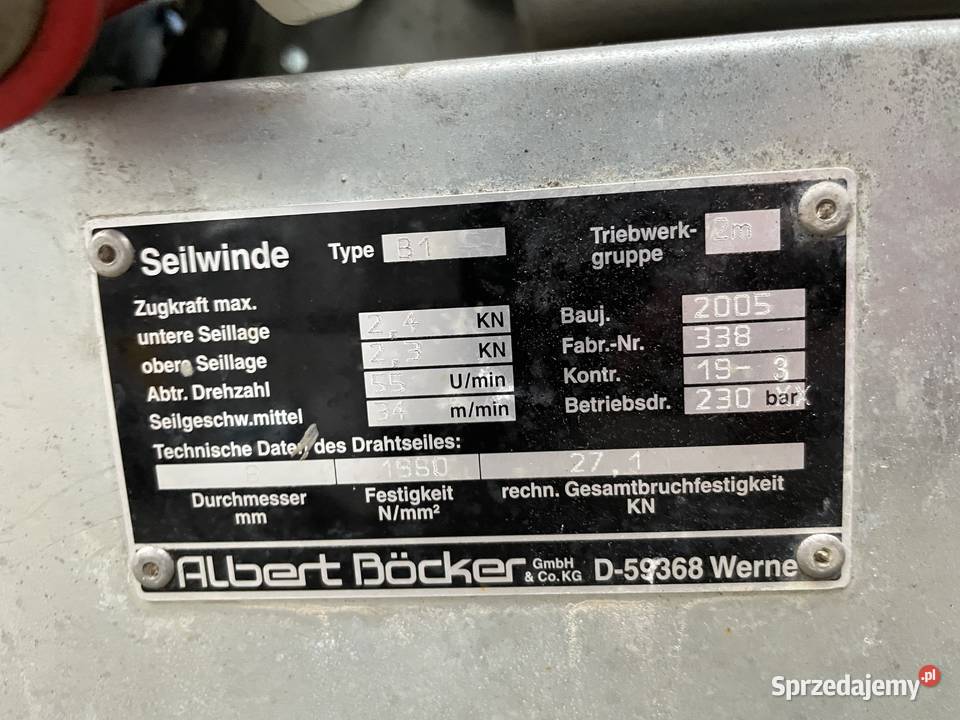 Seilwinde Type B1 Triebwerk-
gruppe 2m
Zugkraft max.
untere Seillage 2,4 KN
obere Seillage 2,3 KN
Abtr. Drehzahl 55 U/min
Seilgeschw.mittel 34 m/min
Bauj. 2005
Fabr.-Nr. 338
Kontr. 19- 3
Betriebsdr. 230 bar XX
Technische Daten des Drahtseiles:
27,1
Durchmesser Festigkeit rechn. Gesamtbruchfestigkeit
mm N/mm² KN
Albert Böcker GmbH & Co. KG D-59368 Werne
Sprzedajemy.pl